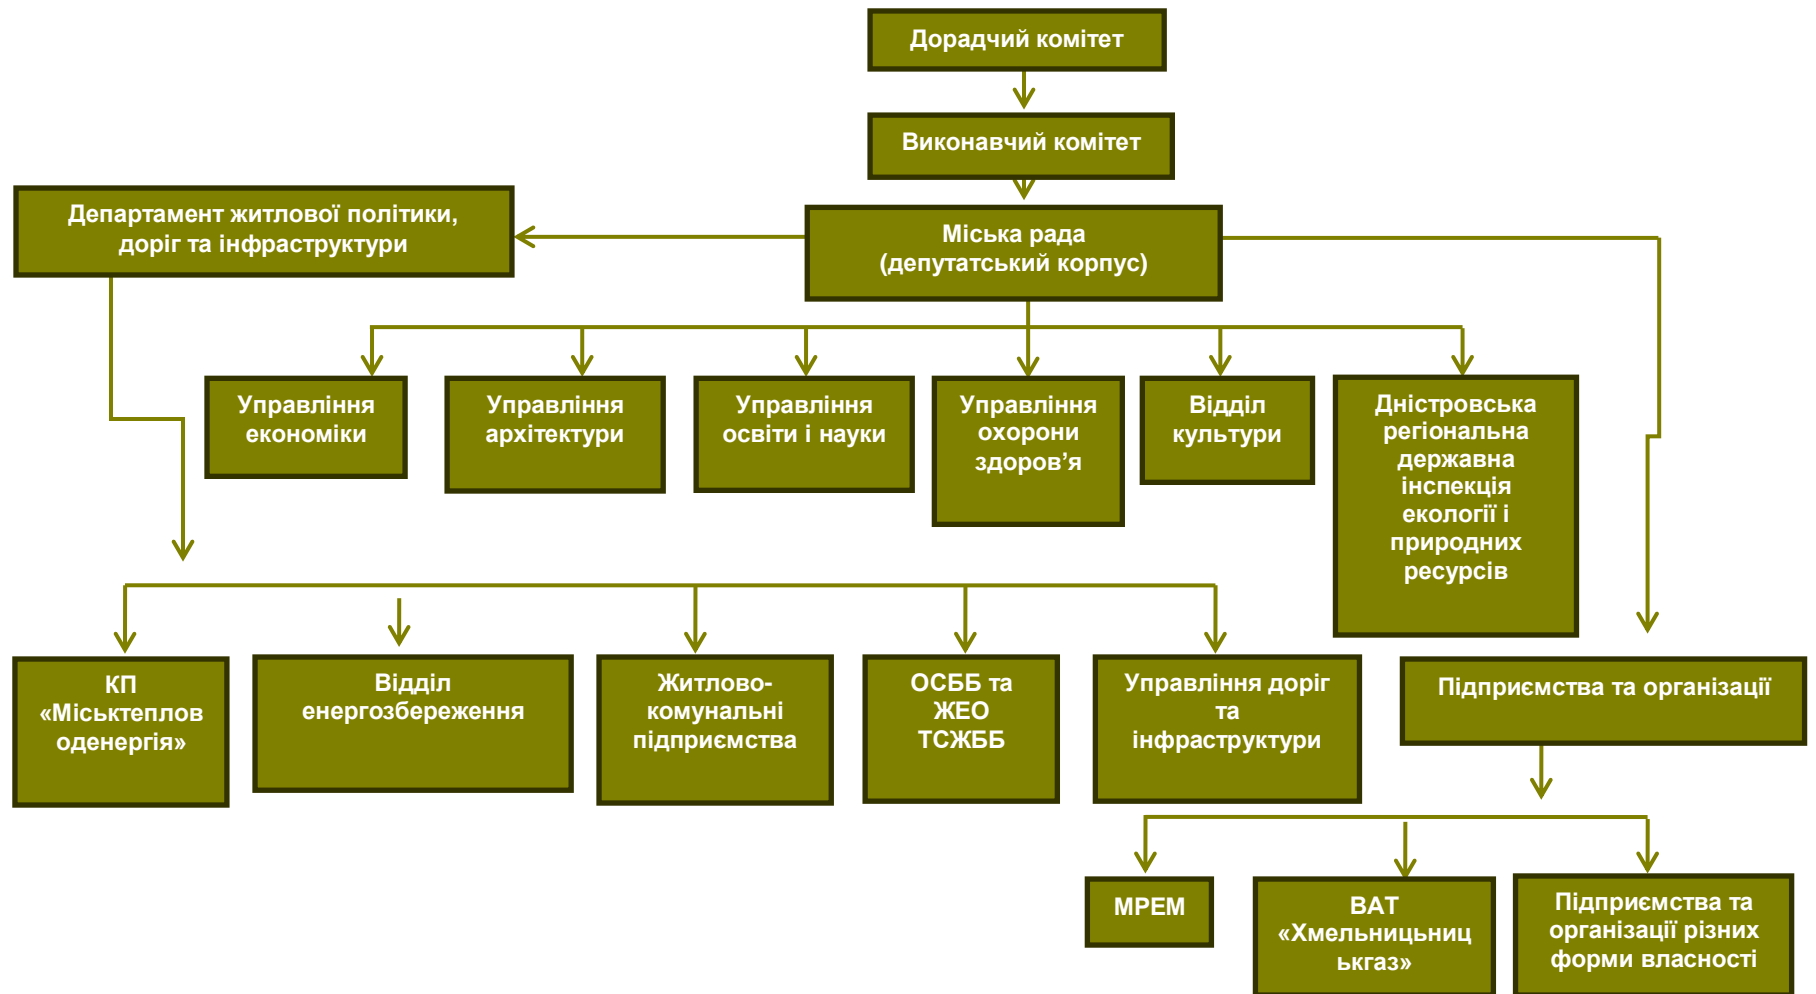 Дорадчий комітет
Виконавчий комітет
Департамент житлової політики,
доріг та інфраструктури
Міська рада
(депутатський корпус)
Управління
економіки
Управління
архітектури
Управління
освіти і науки
Управління
охорони
здоров’я
Відділ
культури
Дністровська
регіональна
державна
інспекція
екології і
природних
ресурсів
КП
«Міськтеплов
оденергія»
Відділ
енергозбереження
Житлово-
комунальні
підприємства
ОСББ та
ЖЕО
ТСЖББ
Управління доріг
та
інфраструктури
Підприємства та організації
МРЕМ
ВАТ
«Хмельницьниц
ькгаз»
Підприємства та
організації різних
форми власності